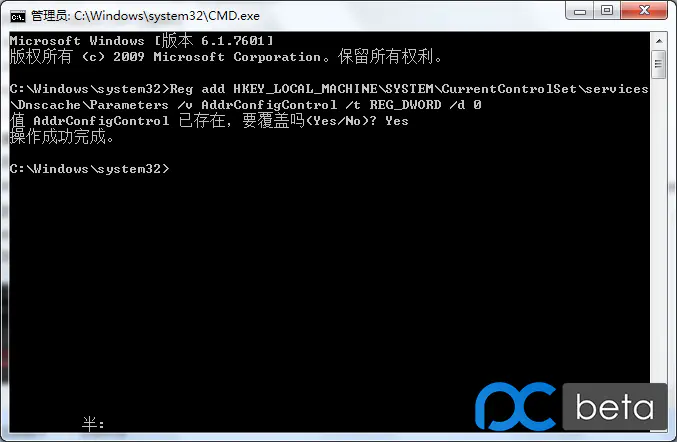 管理员: C:\Windows\system32\CMD.exe
Microsoft Windows [版本 6.1.7601]
版权所有 (c) 2009 Microsoft Corporation。保留所有权利。
C:\Windows\system32>Reg add HKEY_LOCAL_MACHINE\SYSTEM\CurrentControlSet\services
\Dnscache\Parameters /v AddrConfigControl /t REG_DWORD /d 0
值 AddrConfigControl 已存在，要覆盖吗(Yes/No)? Yes
操作成功完成。
C:\Windows\system32>
半:
pc beta